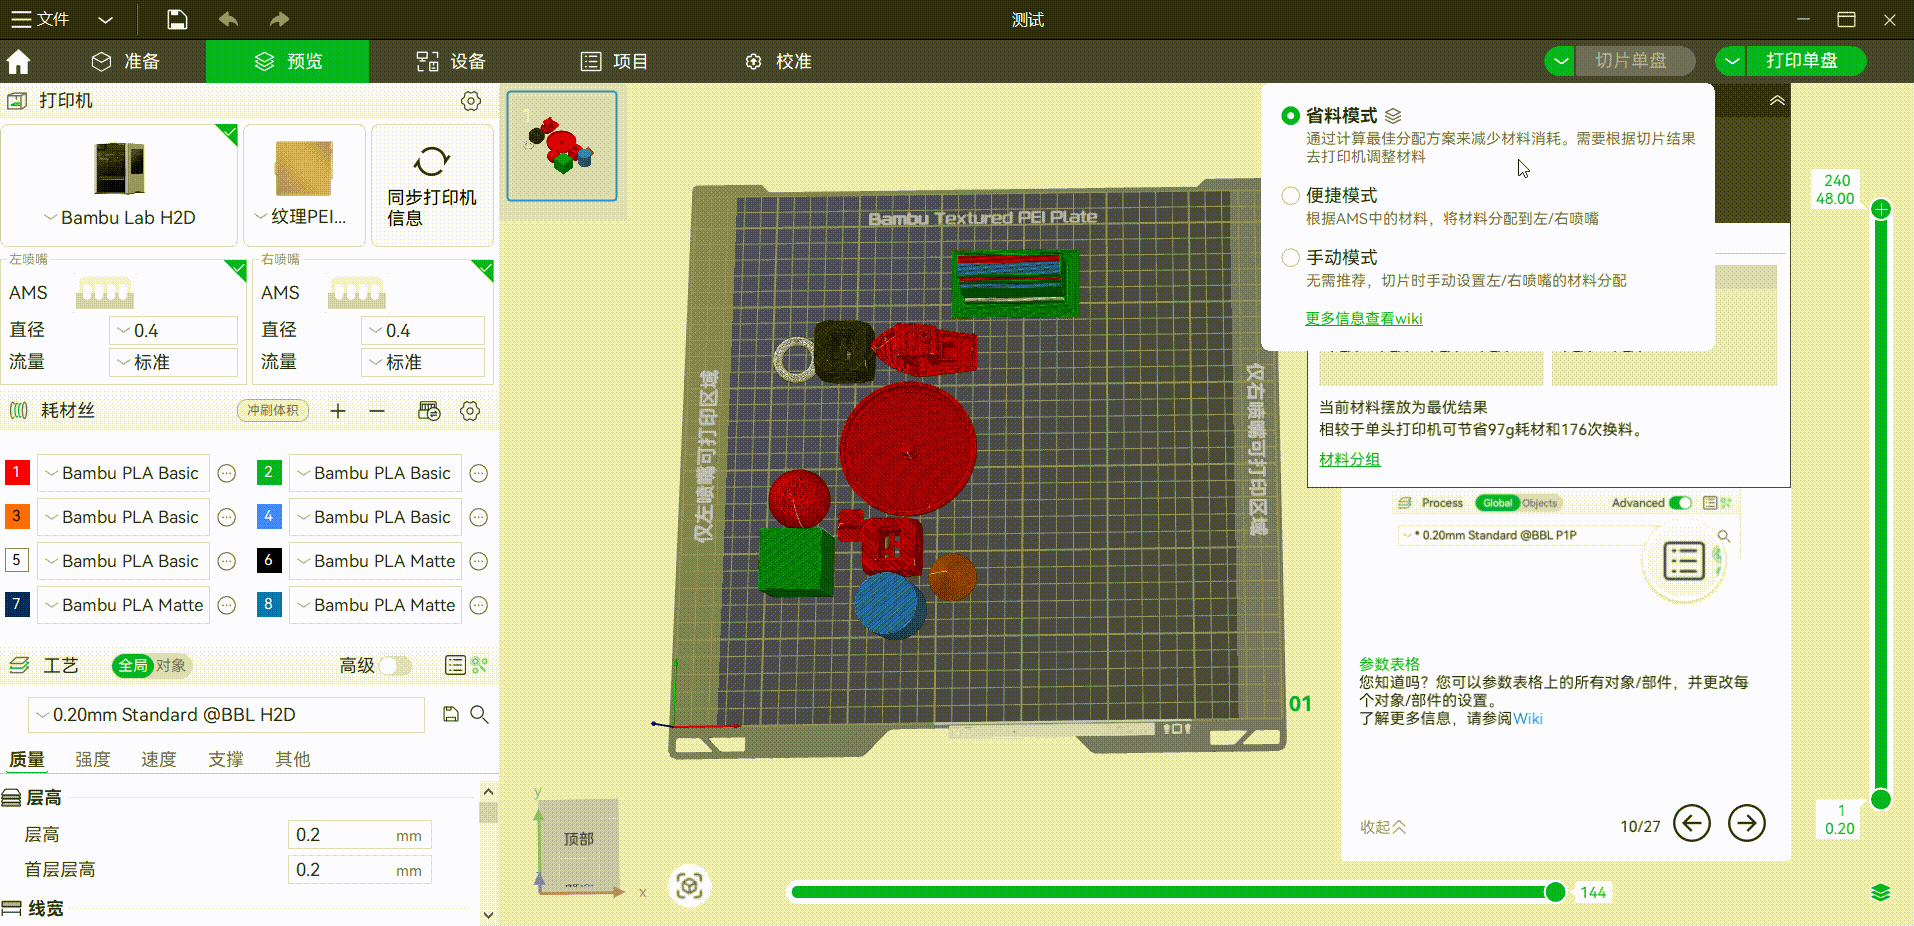 文件
测试
准备
预览
设备
项目
校准
切片单盘
打印单盘
打印机
Bambu Lab H2D
纹理PEI...
同步打印机
信息
左喷嘴
右喷嘴
AMS
AMS
直径
0.4
直径
0.4
流量
标准
流量
标准
耗材丝
冲刷体积
1 Bambu PLA Basic
2 Bambu PLA Basic
3 Bambu PLA Basic
4 Bambu PLA Basic
5 Bambu PLA Basic
6 Bambu PLA Matte
7 Bambu PLA Matte
8 Bambu PLA Matte
工艺
全局
对象
高级
0.20mm Standard @BBL H2D
质量
强度
速度
支撑
其他
层高
层高
0.2 mm
首层层高
0.2 mm
线宽
1
Bambu Textured PEI Plate
仅左喷嘴可打印区域
仅右喷嘴可打印区域
01
y
顶部
x
144
省料模式
通过计算最佳分配方案来减少材料消耗。需要根据切片结果
去打印机调整材料
便捷模式
根据AMS中的材料，将材料分配到左/右喷嘴
手动模式
无需推荐，切片时手动设置左/右喷嘴的材料分配
更多信息查看wiki
当前材料摆放为最优结果
相较于单头打印机可节省97g耗材和176次换料。
材料分组
Process
Global
Objects
Advanced
* 0.20mm Standard @BBL P1P
参数表格
您知道吗？您可以参数表格上的所有对象/部件，并更改每
个对象/部件的设置。
了解更多信息，请参阅Wiki
收起
10/27
240
48.00
1
0.20